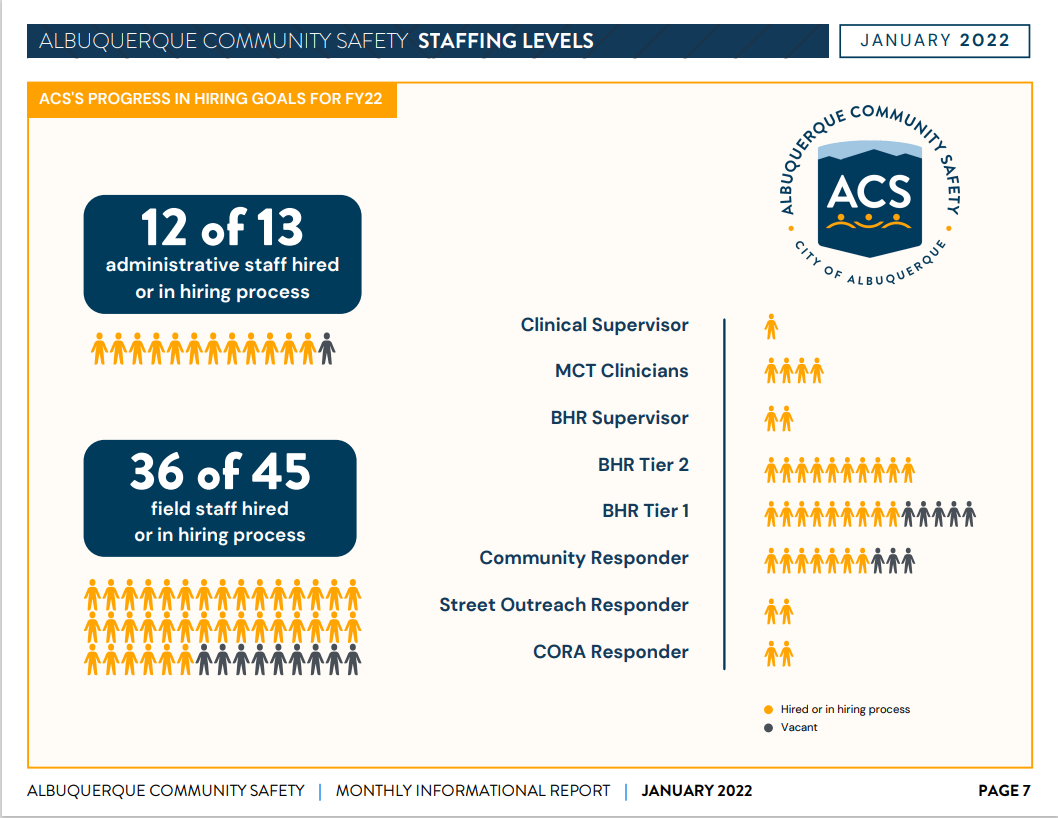 ALBUQUERQUE COMMUNITY SAFETY STAFFING LEVELS
JANUARY 2022
ACS'S PROGRESS IN HIRING GOALS FOR FY22
ALBUQUERQUE COMMUNITY SAFETY
ACS
CITY OF ALBUQUERQUE
12 of 13
administrative staff hired
or in hiring process
36 of 45
field staff hired
or in hiring process
Clinical Supervisor
MCT Clinicians
BHR Supervisor
BHR Tier 2
BHR Tier 1
Community Responder
Street Outreach Responder
CORA Responder
Hired or in hiring process
Vacant
ALBUQUERQUE COMMUNITY SAFETY | MONTHLY INFORMATIONAL REPORT | JANUARY 2022
PAGE 7